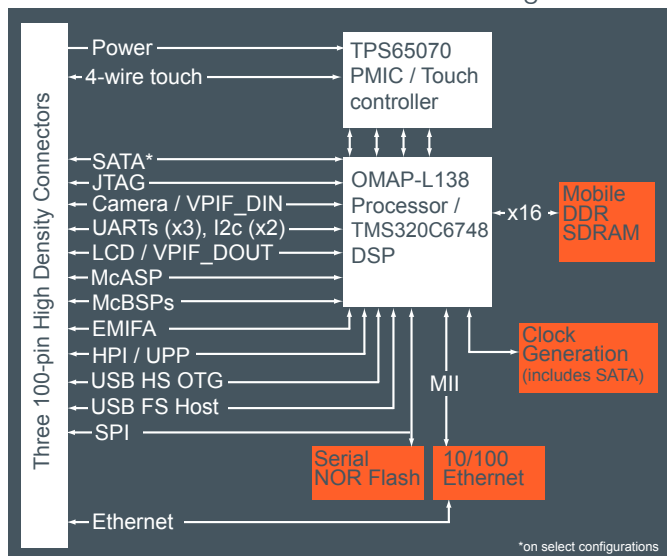 Three 100-pin High Density Connectors
Power
4-wire touch
SATA*
JTAG
Camera / VPIF_DIN
UARTs (x3), I2c (x2)
LCD / VPIF_DOUT
McASP
McBSPs
EMIFA
HPI / UPP
USB HS OTG
USB FS Host
SPI
Ethernet
TPS65070
PMIC / Touch
controller
OMAP-L138
Processor /
TMS320C6748
DSP
x16
Mobile
DDR
SDRAM
Clock
Generation
(includes SATA)
MII
Serial
NOR Flash
10/100
Ethernet
*on select configurations